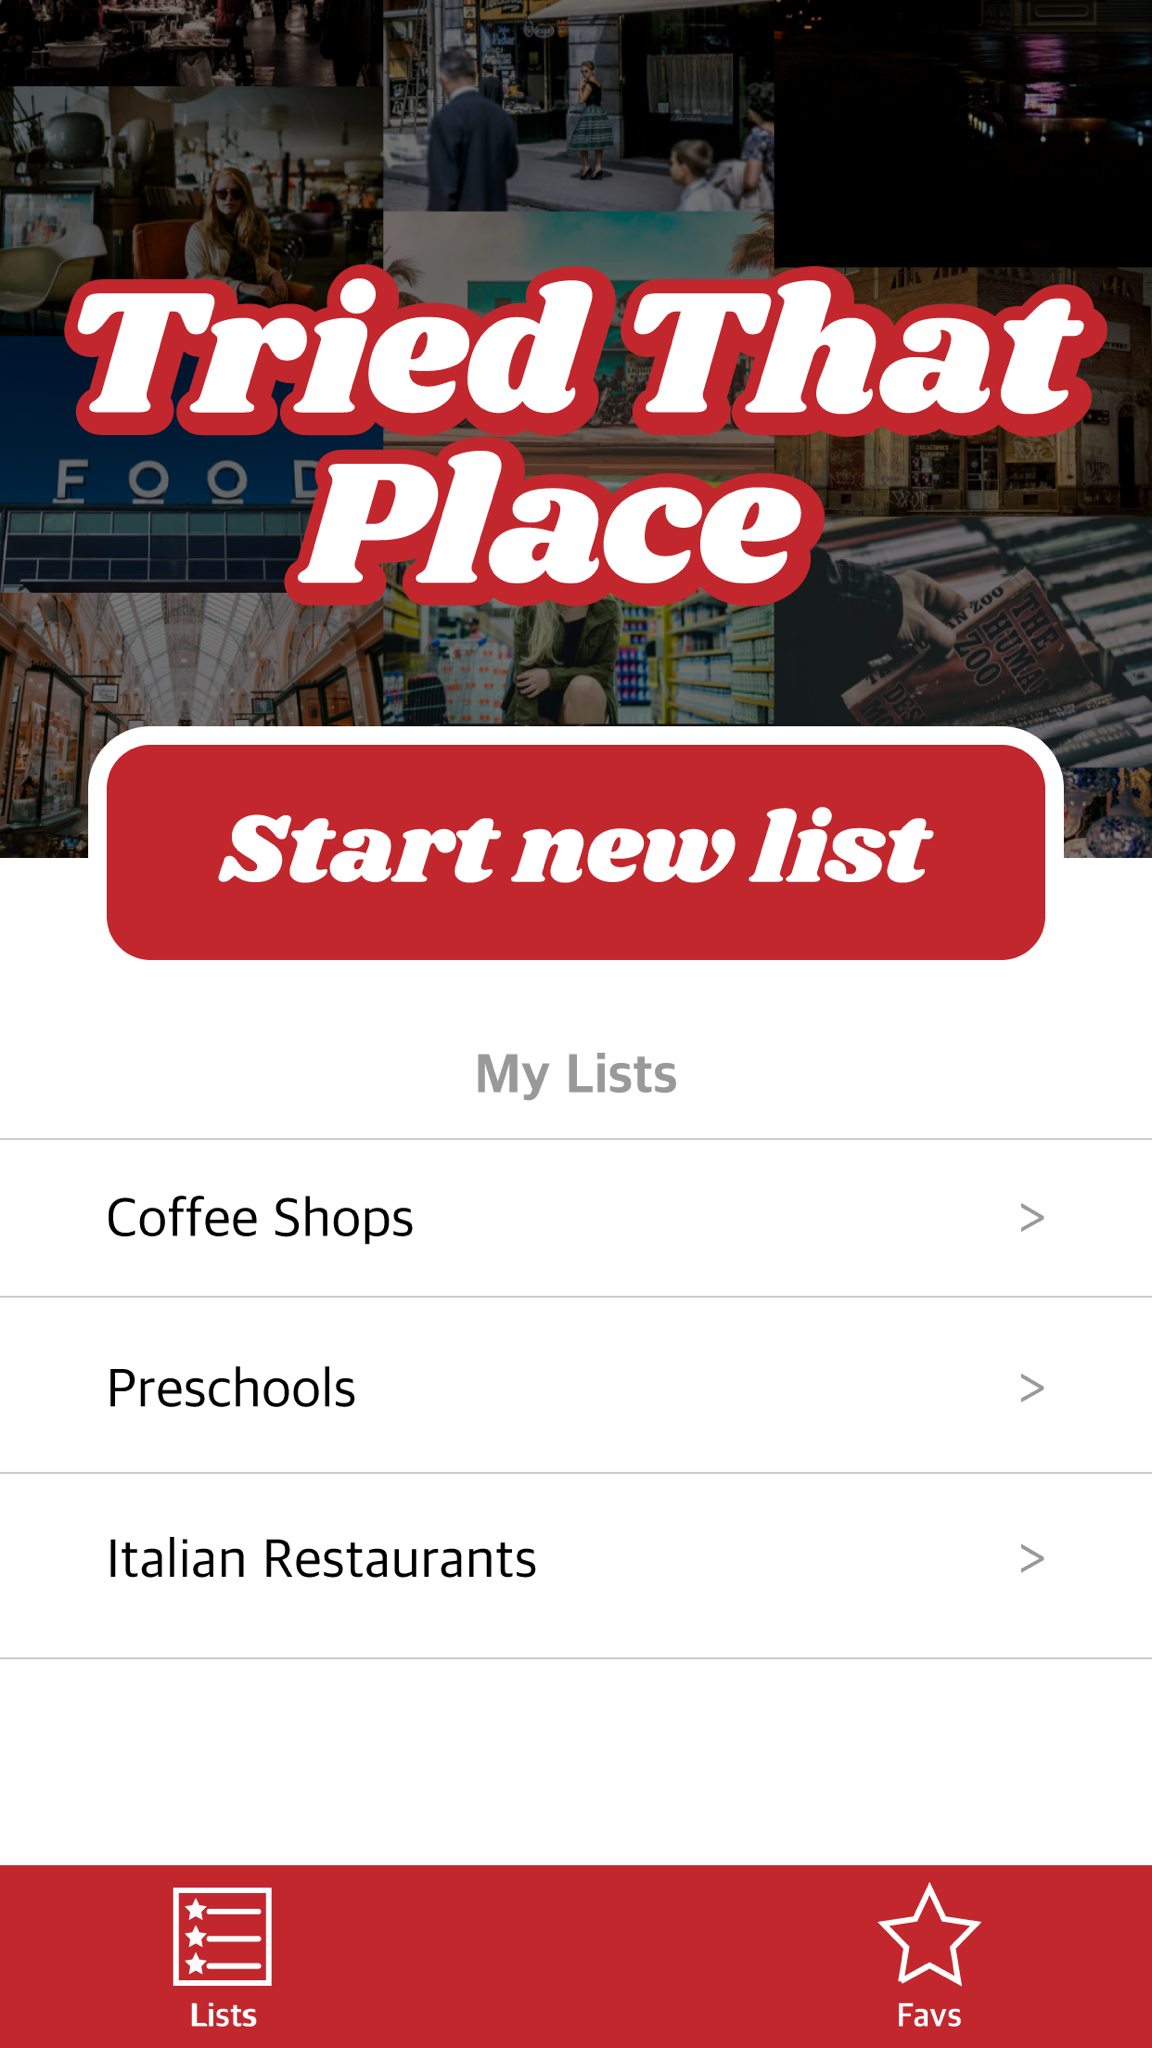 Tried That
Place
FOOD
THE
HUMAN
ZOO
Start new list
My Lists
Coffee Shops
>
Preschools
>
Italian Restaurants
>
Lists
Favs